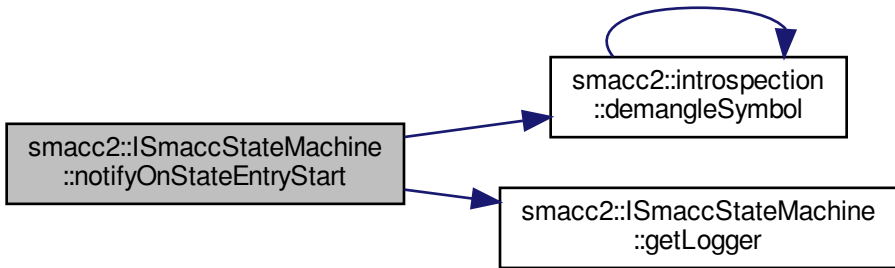 smacc2::ISmaccStateMachine
::notifyOnStateEntryStart
smacc2::introspection
::demangleSymbol
smacc2::ISmaccStateMachine
::getLogger